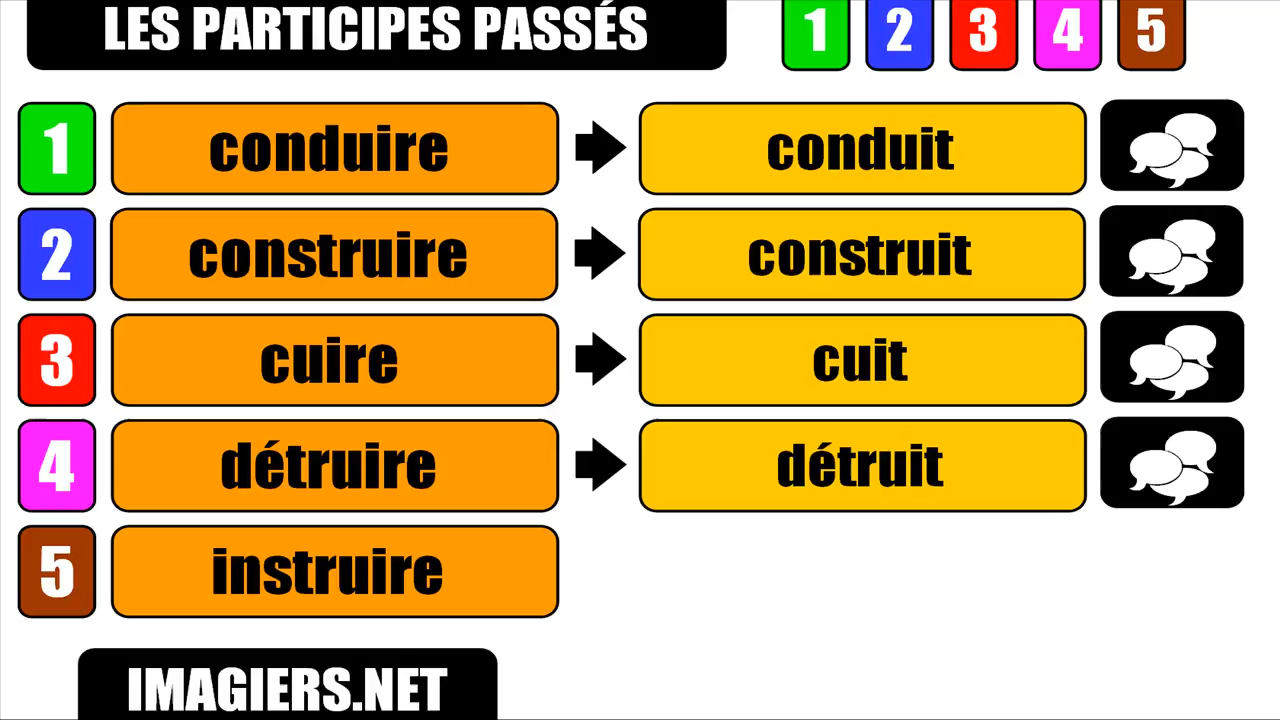 LES PARTICIPES PASSÉS
1 2 3 4 5
1 conduire conduit
2 construire construit
3 cuire cuit
4 détruire détruit
5 instruire
IMAGIERS.NET